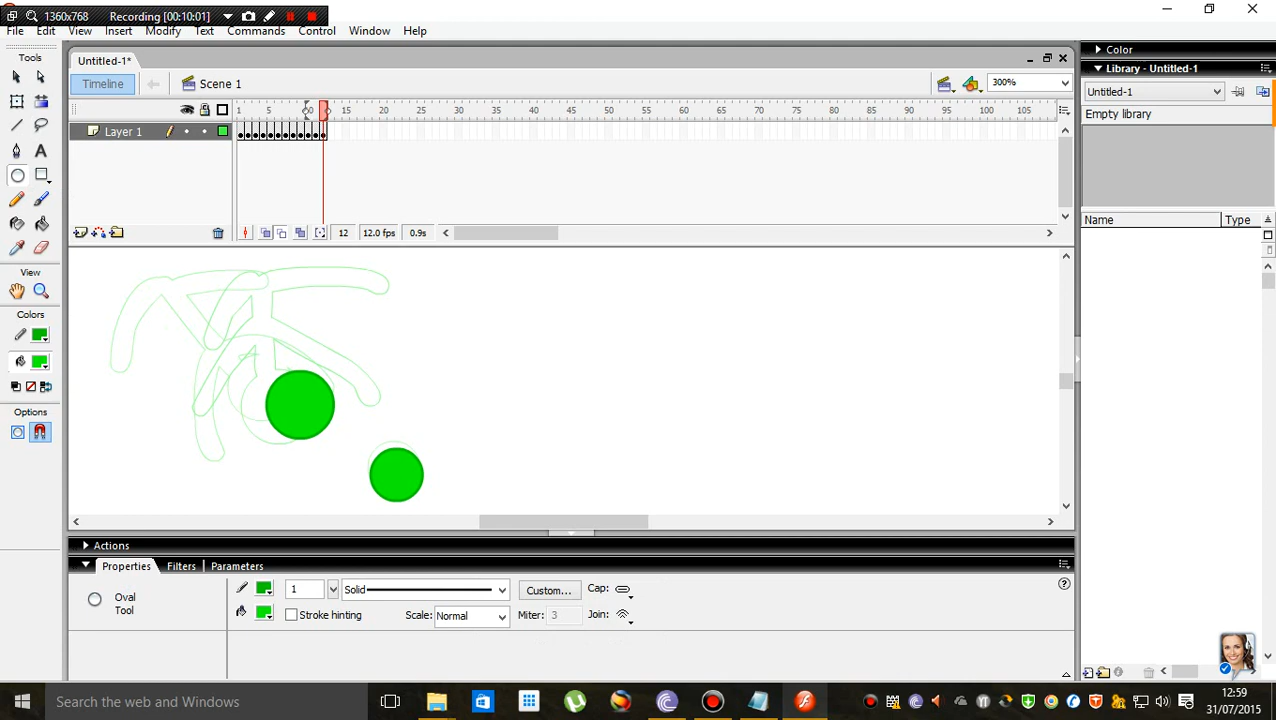 1360x768 Recording [00:10:01]
File Edit View Insert Modify Text Commands Control Window Help
Tools
Untitled-1*
Color
Library - Untitled-1
Timeline
Scene 1
300%
Untitled-1
1 5 10 15 20 25 30 35 40 45 50 55 60 65 70 75 80 85 90 95 100 105
Empty library
Layer 1
Name Type
12 12.0 fps 0.9s
View
Colors
Options
Actions
Properties Filters Parameters
1 Solid Custom... Cap:
Oval
Tool
Stroke hinting Scale: Normal Miter: 3 Join:
Search the web and Windows
12:59
31/07/2015